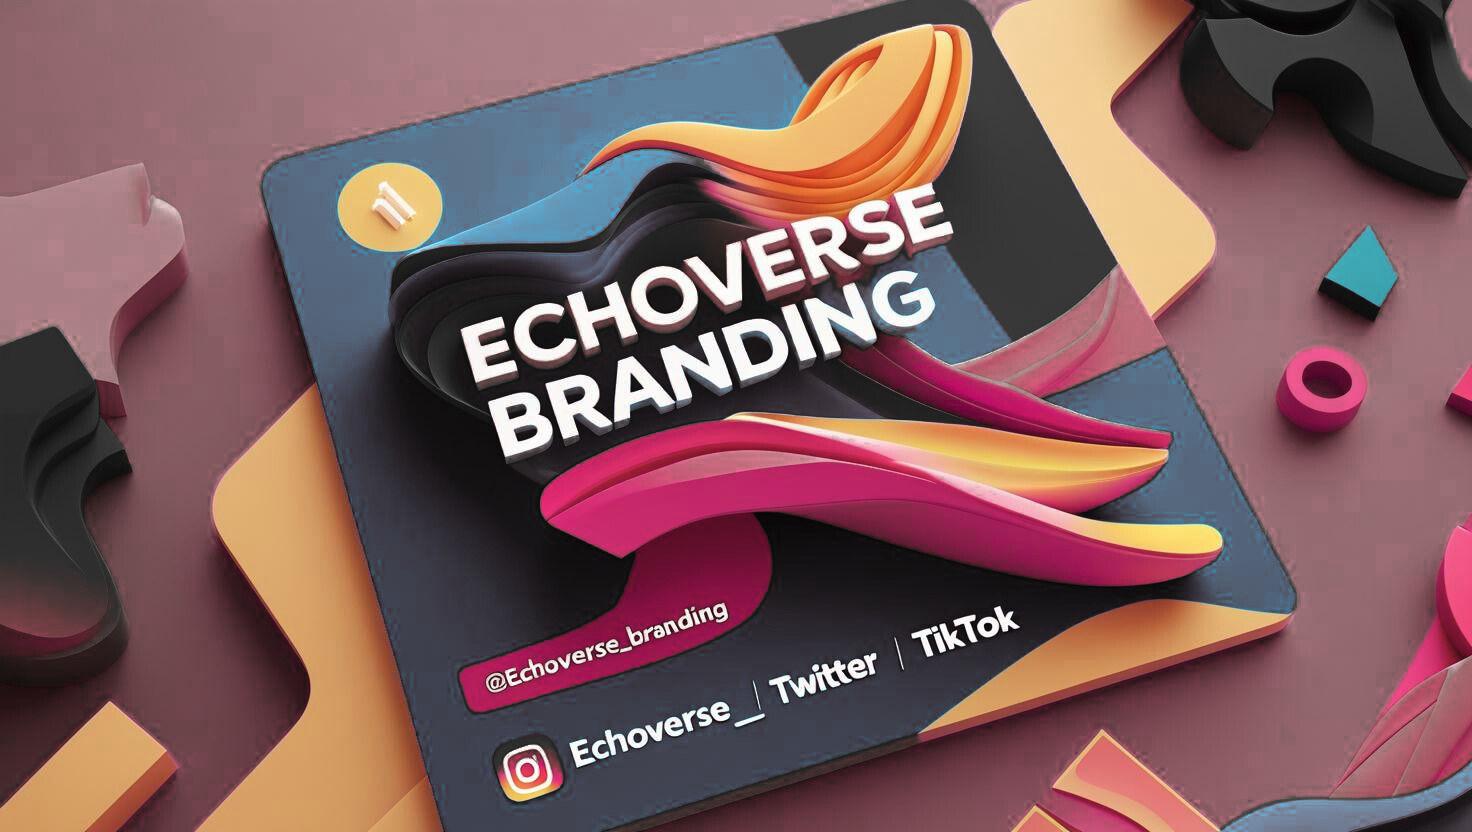 ECHOVERSE
BRANDING
@Echoverse_branding
Echoverse_ | Twitter | TikTok